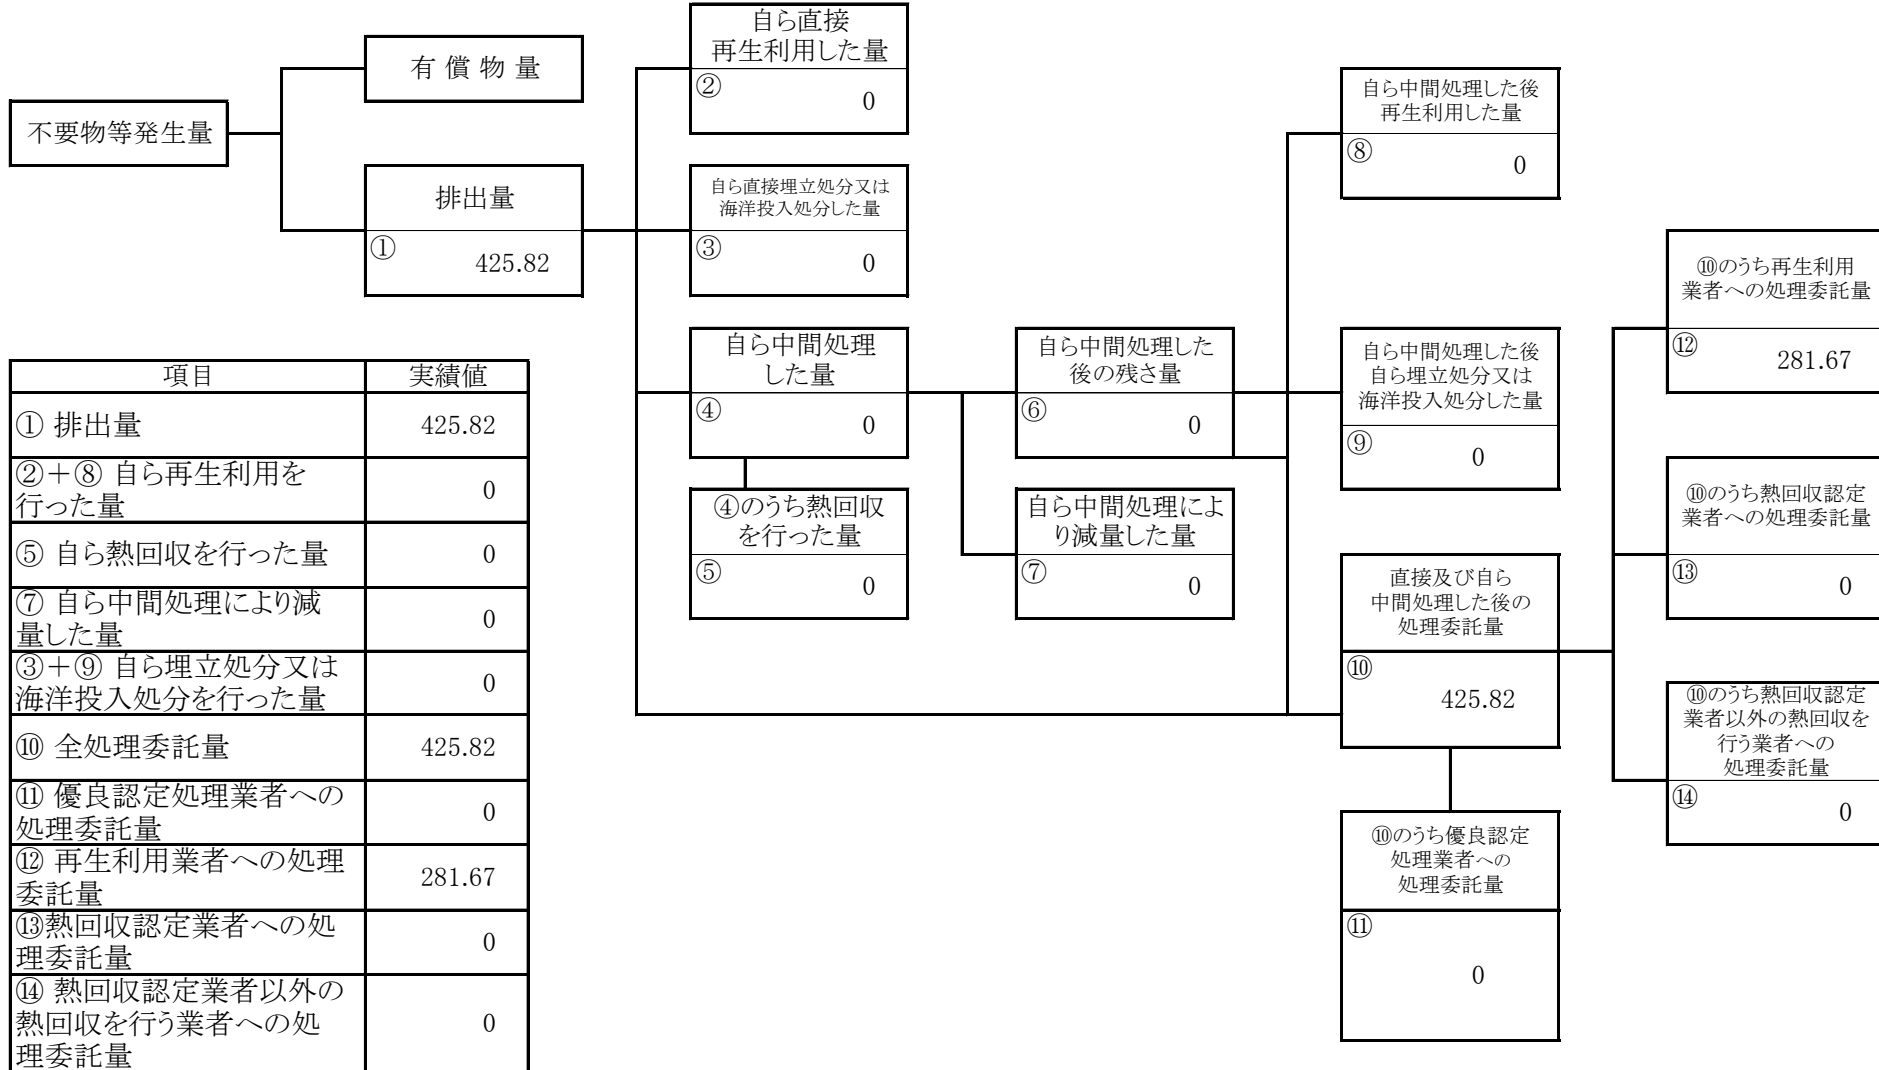 不要物等発生量
有償物量
排出量
①
425.82
自ら直接
再生利用した量
②
0
自ら直接埋立処分又は
海洋投入処分した量
③
0
自ら中間処理
した量
④
0
④のうち熱回収
を行った量
⑤
0
自ら中間処理した
後の残さ量
⑥
0
自ら中間処理によ
り減量した量
⑦
0
自ら中間処理した後
再生利用した量
⑧
0
自ら中間処理した後
自ら埋立処分又は
海洋投入処分した量
⑨
0
直接及び自ら
中間処理した後の
処理委託量
⑩
425.82
⑩のうち優良認定
処理業者への
処理委託量
⑪
0
⑩のうち再生利用
業者への処理委託量
⑫
281.67
⑩のうち熱回収認定
業者への処理委託量
⑬
0
⑩のうち熱回収認定
業者以外の熱回収を
行う業者への
処理委託量
⑭
0
項目 実績値
① 排出量 425.82
②+⑧ 自ら再生利用を
行った量 0
⑤ 自ら熱回収を行った量 0
⑦ 自ら中間処理により減
量した量 0
③+⑨ 自ら埋立処分又は
海洋投入処分を行った量 0
⑩ 全処理委託量 425.82
⑪ 優良認定処理業者への
処理委託量 0
⑫ 再生利用業者への処理
委託量 281.67
⑬熱回収認定業者への処
理委託量 0
⑭ 熱回収認定業者以外の
熱回収を行う業者への処
理委託量 0